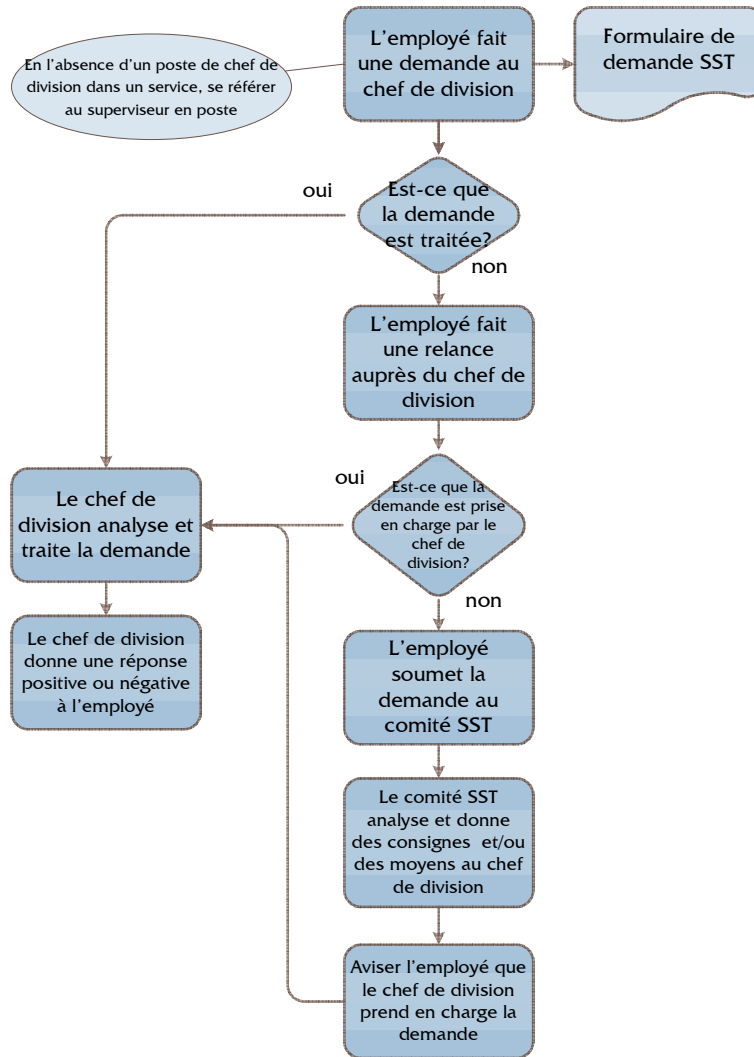 L'employé fait
une demande au
chef de division
Formulaire de
demande SST
En l'absence d'un poste de chef de
division dans un service, se référer
au superviseur en poste
oui
Est-ce que
la demande
est traitée?
non
L'employé fait
une relance
auprès du chef de
division
oui
Est-ce que la
demande est prise
en charge par le
chef de
division?
Le chef de
division analyse et
traite la demande
non
Le chef de division
donne une réponse
positive ou négative
à l'employé
L'employé
soumet la
demande au
comité SST
Le comité SST
analyse et donne
des consignes et/ou
des moyens au chef
de division
Aviser l'employé que
le chef de division
prend en charge la
demande